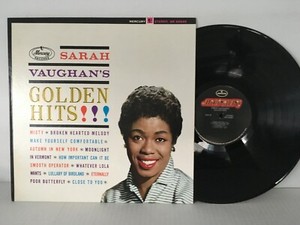 Mercury
SARAH
VAUGHAN'S
GOLDEN
HITS!!!
MISTY • BROKEN HEARTED MELODY
MAKE YOURSELF COMFORTABLE •
AUTUMN IN NEW YORK • MOONLIGHT
IN VERMONT • HOW IMPORTANT CAN IT BE
SMOOTH OPERATOR • WHATEVER LOLA
WANTS • LULLABY OF BIRDLAND • ETERNALLY
POOR BUTTERFLY • CLOSE TO YOU •